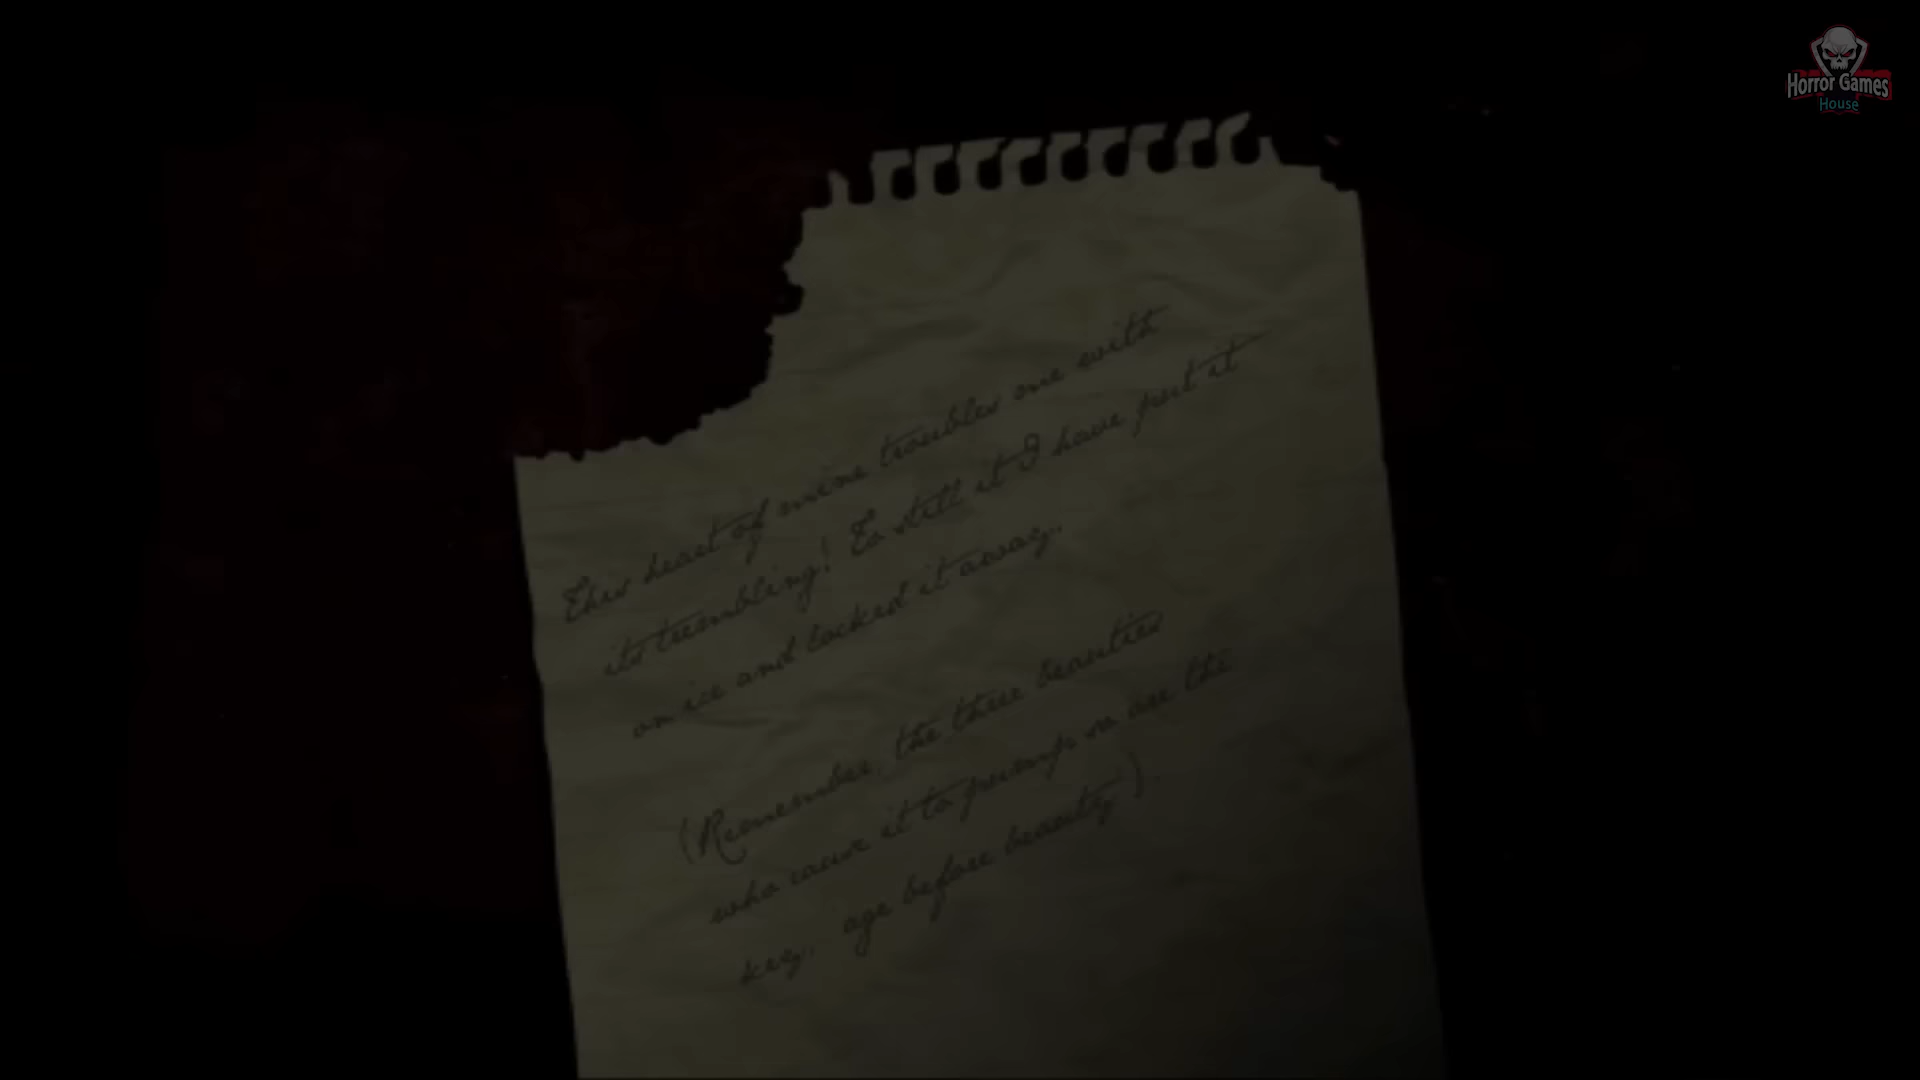 Horror Games
House
This heart of mine troubles me with
its trembling! To still it I have put it
on ice and locked it away..
(Remember, the three beauties
who cause it to pump on are the
key. age before beauty)